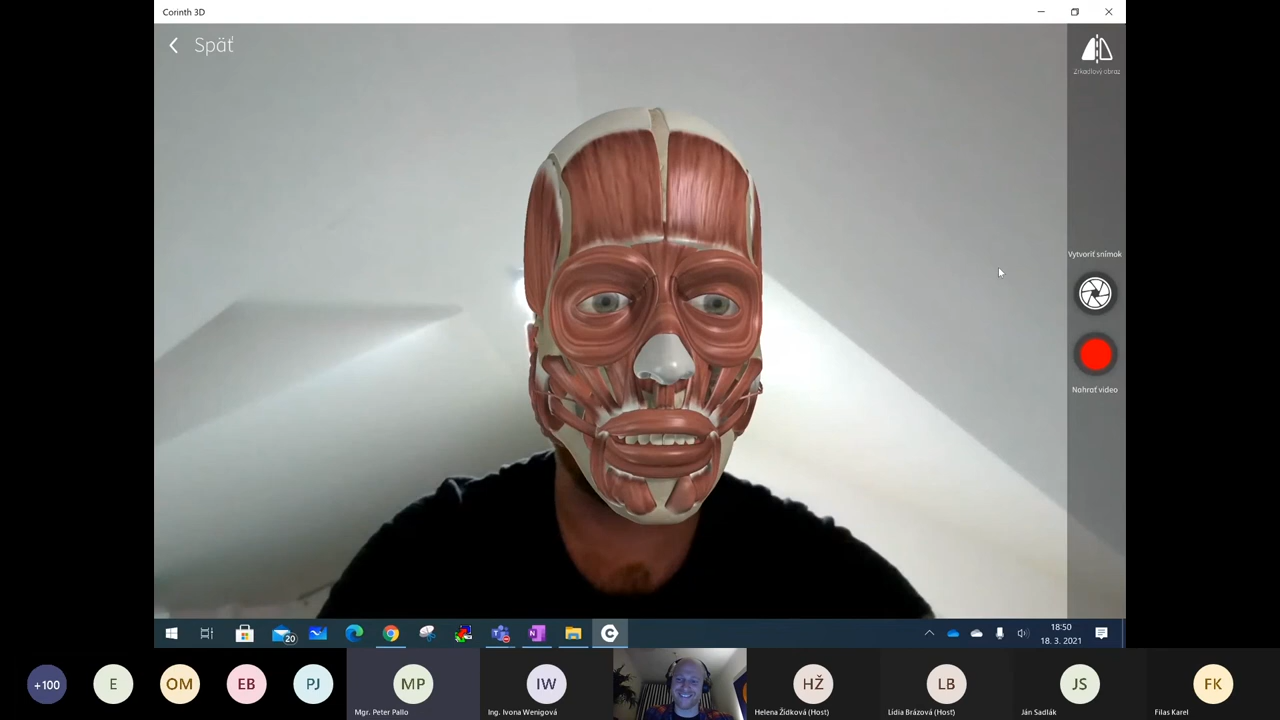 Corinth 3D
Späť
Zrkadlový obraz
Vytvoriť snímok
Nahrať video
20
18:50
18. 3. 2021
+100
E
OM
EB
PJ
MP
IW
HŽ
LB
JS
FK
Mgr. Peter Pallo
Ing. Ivona Wenigová
Helena Žídková (Host)
Lídia Brázová (Host)
Ján Sadlák
Filas Karel